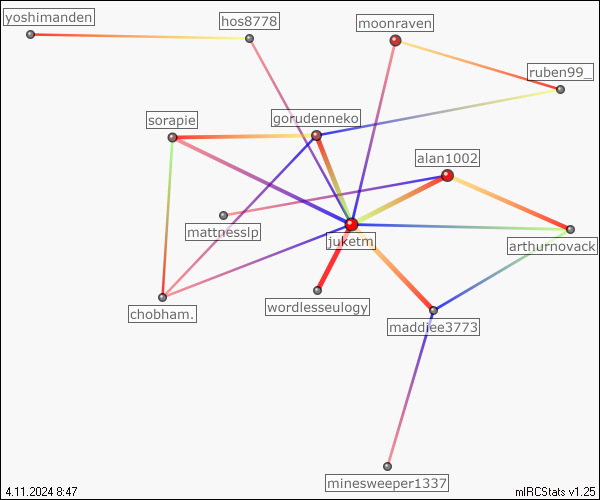 yoshimanden
hos8778
moonraven
ruben99_
sorapie
gorudenneko
alan1002
mattnesslp
juketm
arthurnovack
chobham.
wordlesseulogy
maddiee3773
minesweeper1337
4.11.2024 8:47
mIRCStats v1.25